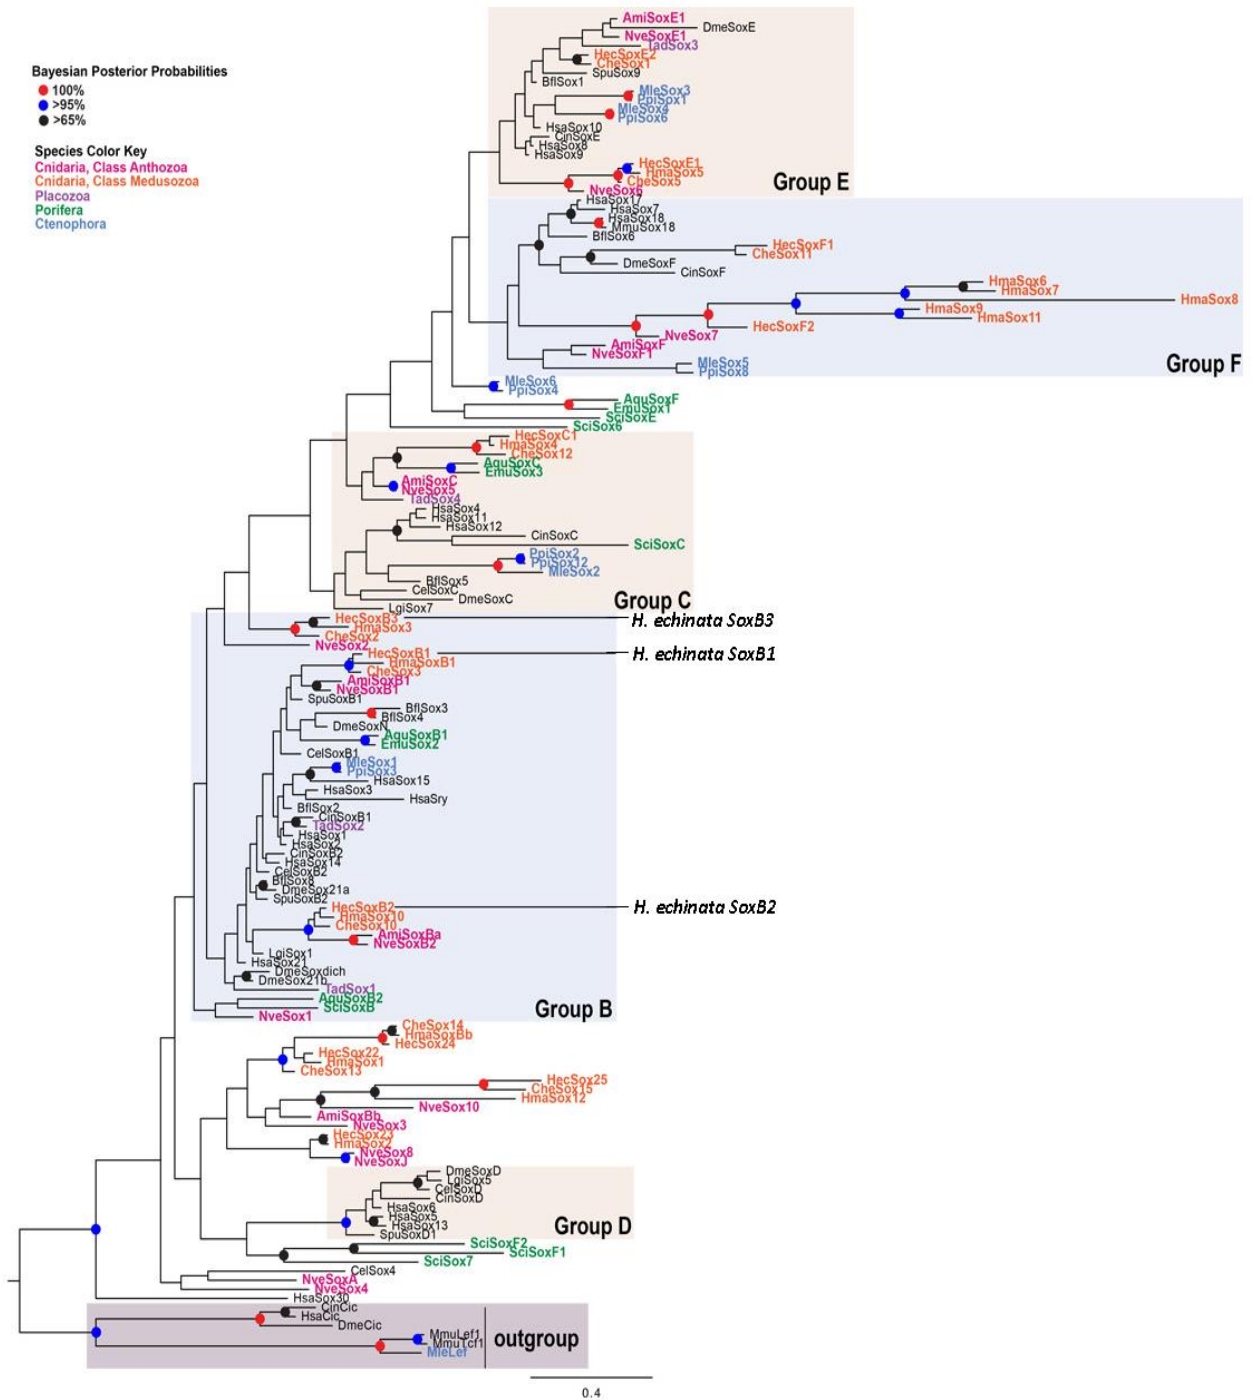 Bayesian Posterior Probabilities
100%
>95%
>65%
Species Color Key
Cnidaria, Class Anthozoa
Cnidaria, Class Medusozoa
Placozoa
Porifera
Ctenophora
AmiSoxE1
DmeSoxE
NveSoxE1
TadSox3
HecSoxE2
CheSox1
SpuSox9
BflSox1
MleSox3
PpiSox1
MleSox4
PpiSox6
HsaSox10
CinSoxE
HsaSox8
HsaSox9
HecSoxE1
HmaSox5
CheSox5
NveSox6
Group E
HsaSox17
HsaSox7
HsaSox18
MmuSox18
BflSox6
HecSoxF1
CheSox11
DmeSoxF
CinSoxF
HmaSox6
HmaSox7
HmaSox8
HmaSox9
HmaSox11
HecSoxF2
NveSox7
AmiSoxF
NveSoxF1
MleSox5
PpiSox8
Group F
MleSox6
PpiSox4
AquSoxF
EmuSox1
SciSoxE
SciSox6
HecSoxC1
HmaSox4
CheSox12
AquSoxC
EmuSox3
AmiSoxC
NveSox5
TadSox4
HsaSox4
HsaSox11
HsaSox12
CinSoxC
SciSoxC
PpiSox2
PpiSox12
MleSox2
BflSox5
CelSoxC
DmeSoxC
LgiSox7
Group C
HecSoxB3
H. echinata SoxB3
HmaSox3
CheSox2
NveSox2
HecSoxB1
H. echinata SoxB1
HmaSoxB1
CheSox3
AmiSoxB1
NveSoxB1
SpuSoxB1
BflSox3
BflSox4
DmeSoxN
AquSoxB1
EmuSox2
CelSoxB1
MleSox1
PpiSox3
HsaSox15
HsaSox3
HsaSry
BflSox2
CinSoxB1
TadSox2
HsaSox1
HsaSox2
CinSoxB2
HsaSox14
CelSoxB2
BflSox8
DmeSox21a
SpuSoxB2
HecSoxB2
H. echinata SoxB2
HmaSox10
CheSox10
AmiSoxBa
NveSoxB2
LgiSox1
HsaSox21
DmeSoxdich
DmeSox21b
TadSox1
AquSoxB2
SciSoxB
NveSox1
Group B
CheSox14
HmaSoxBb
HecSox24
HecSox22
HmaSox1
CheSox13
HecSox25
CheSox15
HmaSox12
NveSox10
AmiSoxBb
NveSox3
HecSox23
HmaSox2
NveSox8
NveSoxJ
DmeSoxD
LgiSox5
CelSoxD
CinSoxD
HsaSox6
HsaSox5
HsaSox13
SpuSoxD1
Group D
SciSoxF2
SciSoxF1
SciSox7
CelSox4
NveSoxA
NveSox4
HsaSox30
CinCic
HsaCic
DmeCic
MmuLef1
MmuTcf1
MleLef
outgroup
0.4